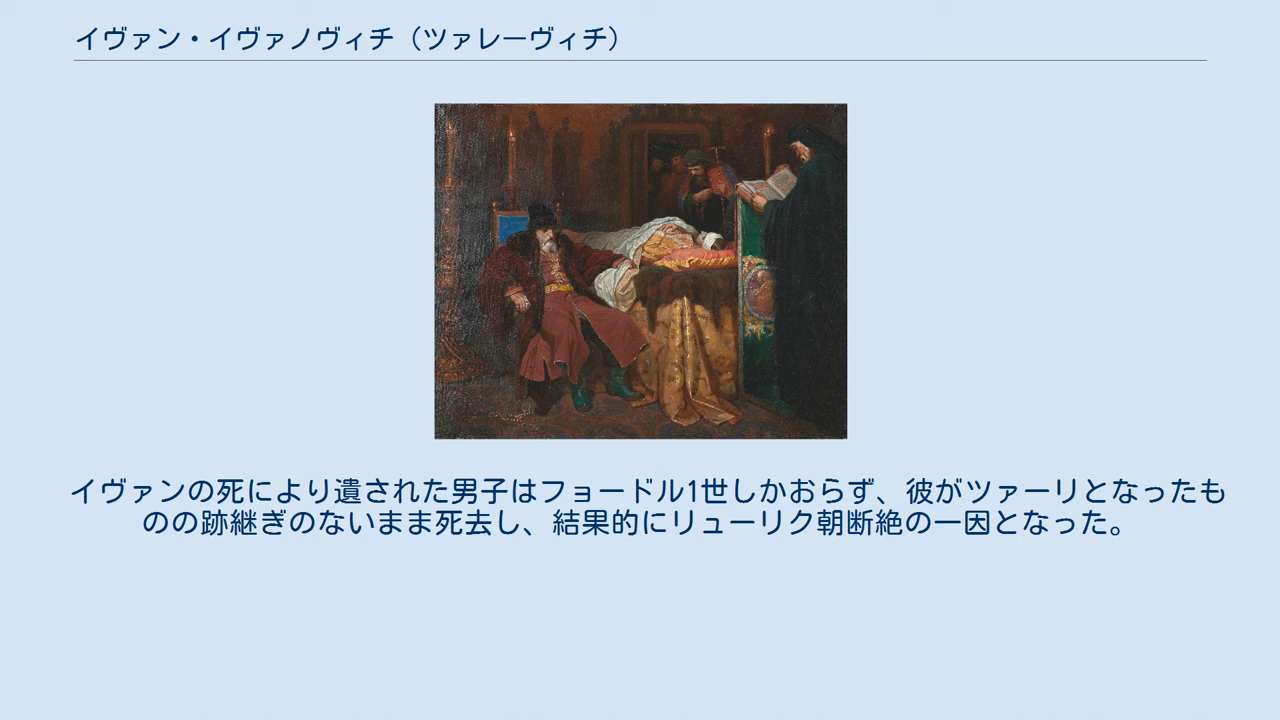 イヴァン・イヴァノヴィチ（ツァレーヴィチ）
イヴァンの死により遺された男子はフョードル1世しかおらず、彼がツァーリとなったも
のの跡継ぎのないまま死去し、結果的にリューリク朝断絶の一因となった。